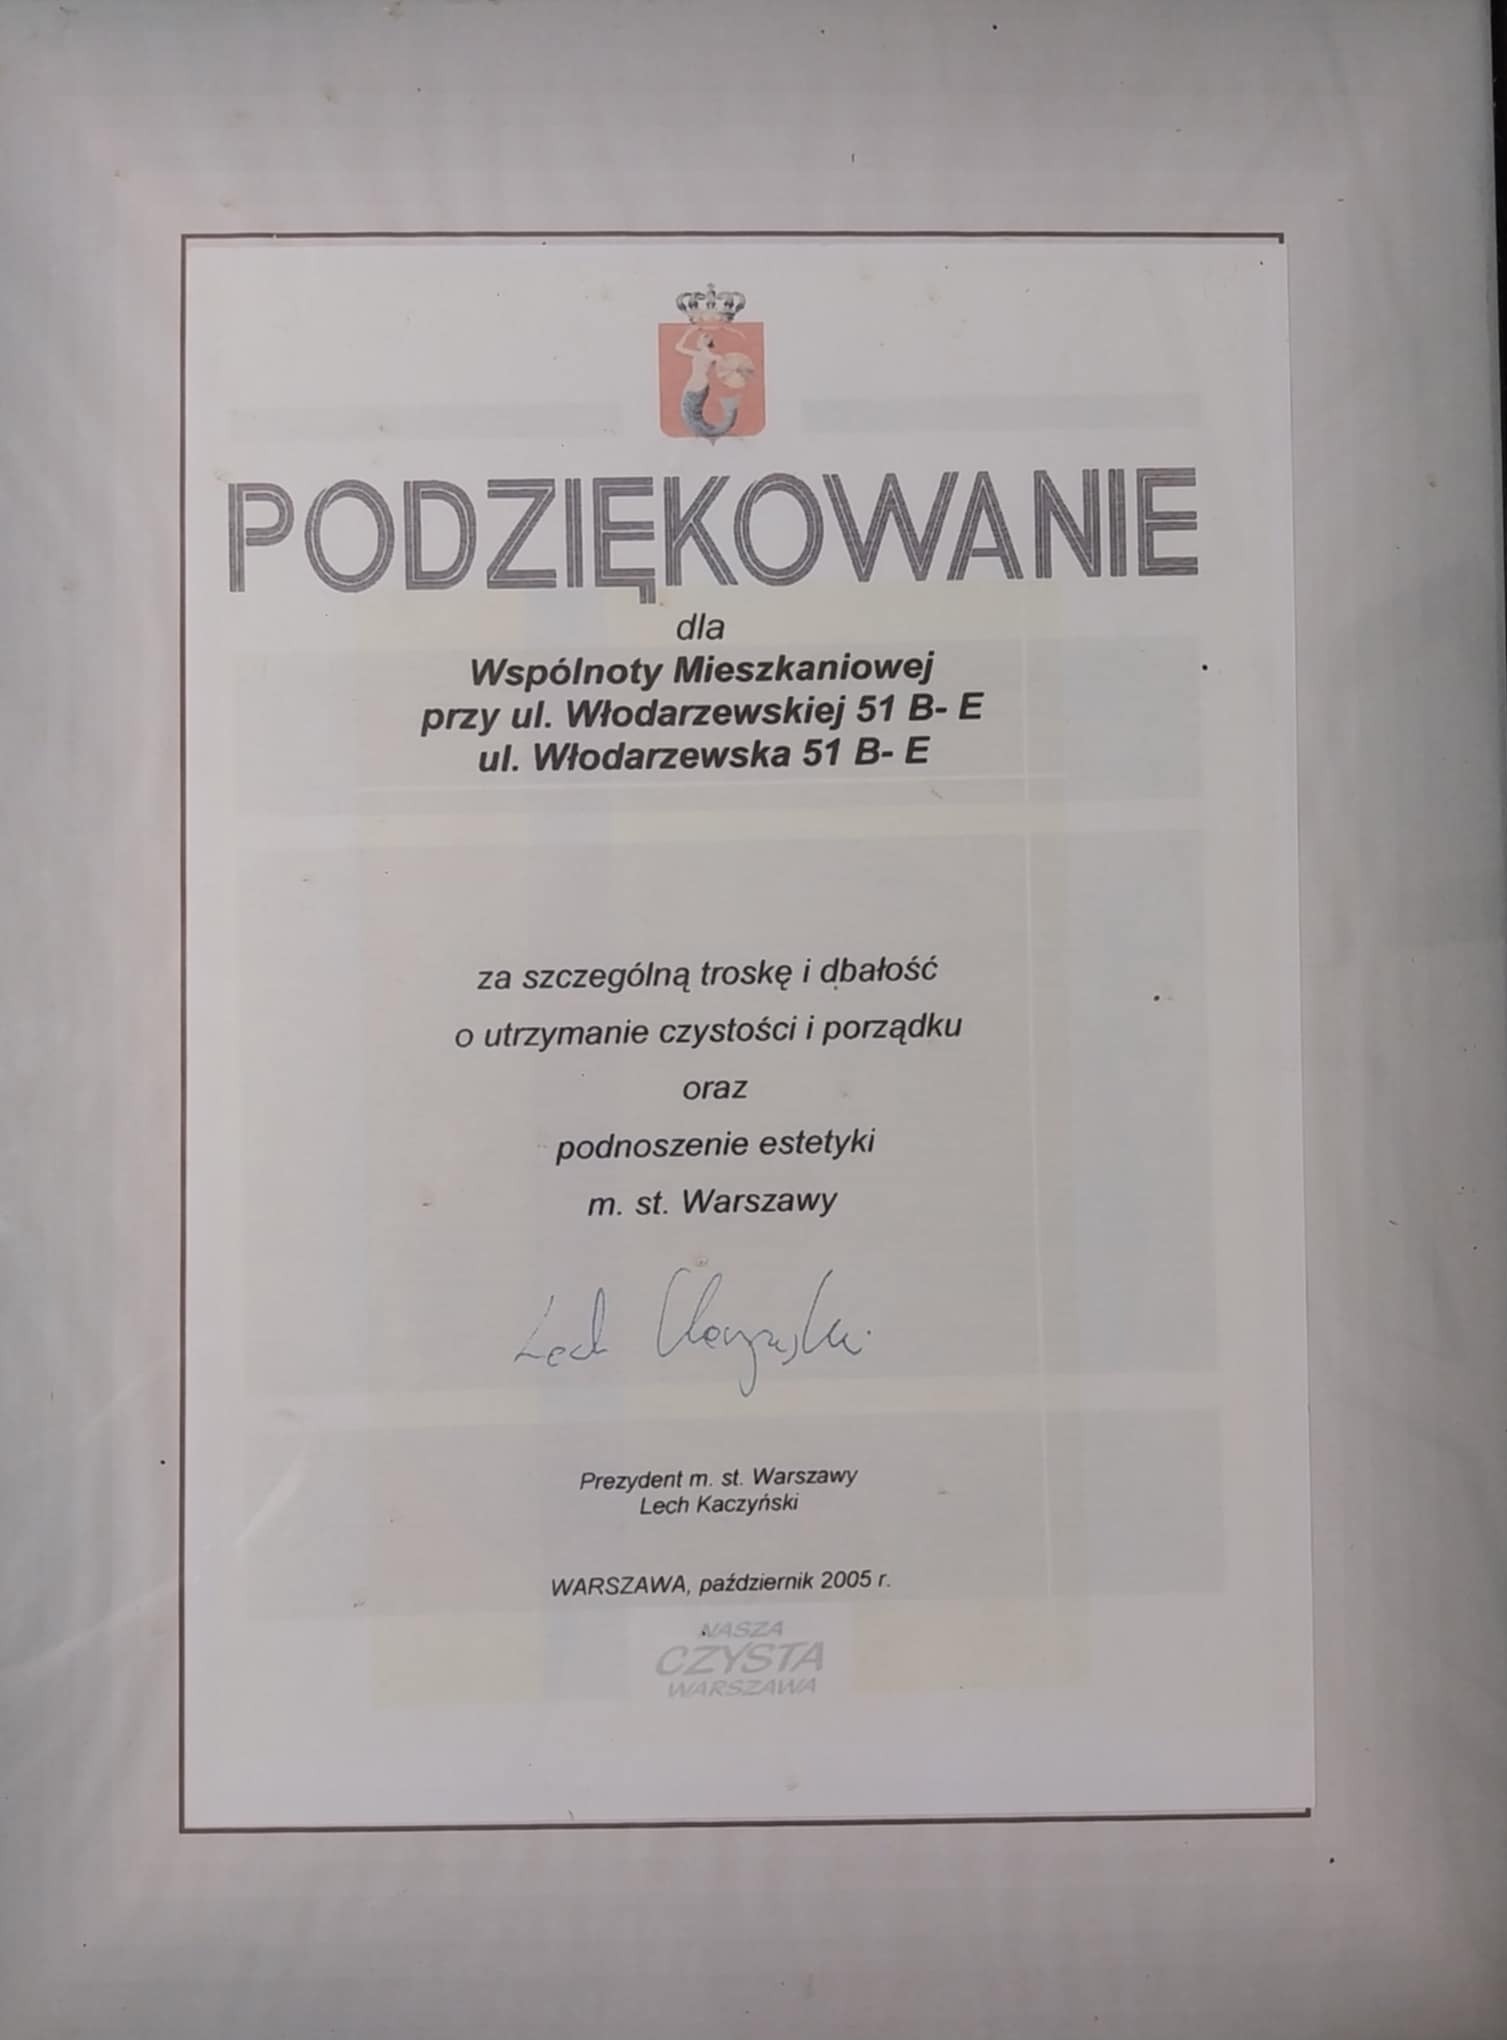 PODZIĘKOWANIE
dla
Wspólnoty Mieszkaniowej
przy ul. Włodarzewskiej 51 B- E
ul. Włodarzewska 51 B- E
za szczególną troskę i dbałość
o utrzymanie czystości i porządku
oraz
podnoszenie estetyki
m. st. Warszawy
Lech Kaczyński
Prezydent m. st. Warszawy
Lech Kaczyński
WARSZAWA, październik 2005 r.
NASZA
CZYSTA
WARSZAWA